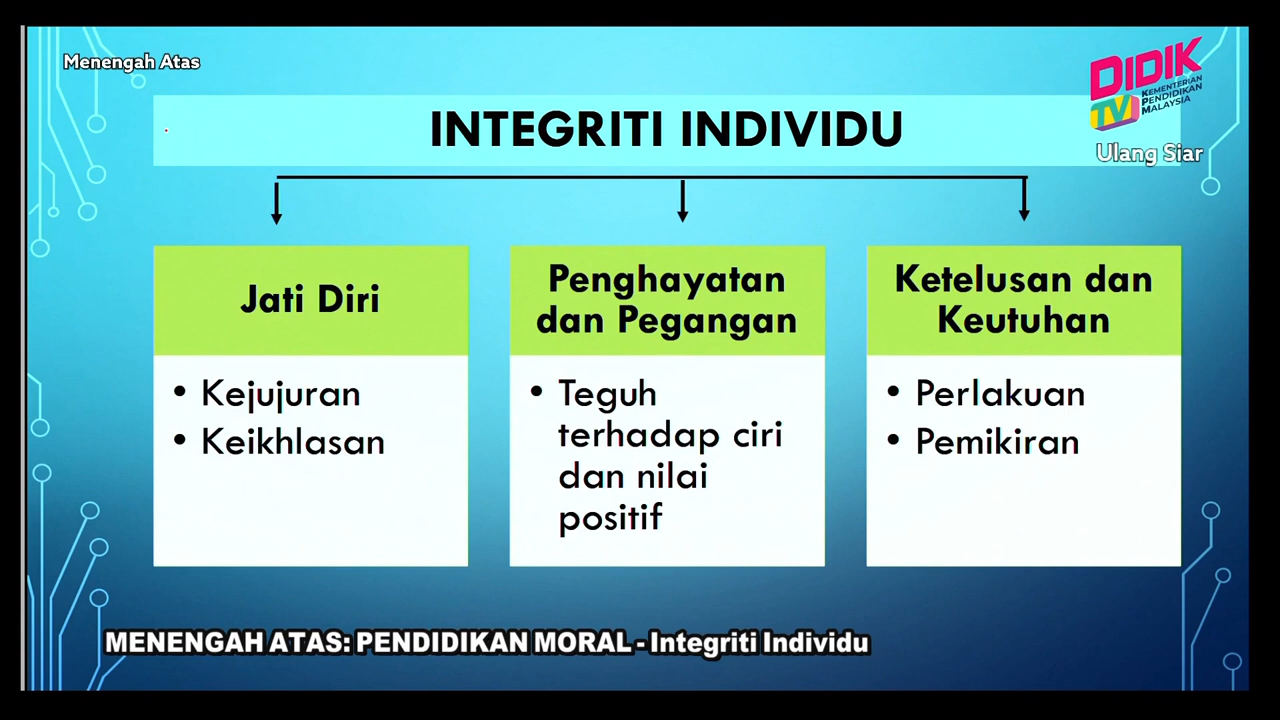 Menengah Atas
DIDIK
TV
KEMENTERIAN
PENDIDIKAN
MALAYSIA
Ulang Siar
INTEGRITI INDIVIDU
Jati Diri
• Kejujuran
• Keikhlasan
Penghayatan
dan Pegangan
• Teguh
terhadap ciri
dan nilai
positif
Ketelusan dan
Keutuhan
• Perlakuan
• Pemikiran
MENENGAH ATAS: PENDIDIKAN MORAL - Integriti Individu